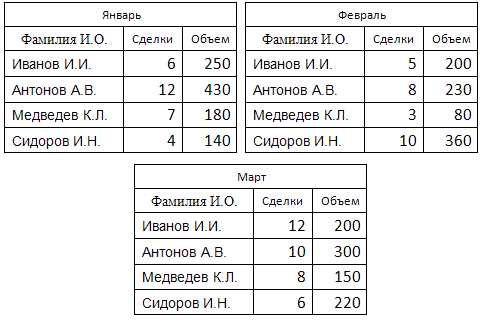 Январь
Фамилия И.О. Сделки Объем
Иванов И.И. 6 250
Антонов А.В. 12 430
Медведев К.Л. 7 180
Сидоров И.Н. 4 140
Февраль
Фамилия И.О. Сделки Объем
Иванов И.И. 5 200
Антонов А.В. 8 230
Медведев К.Л. 3 80
Сидоров И.Н. 10 360
Март
Фамилия И.О. Сделки Объем
Иванов И.И. 12 200
Антонов А.В. 10 300
Медведев К.Л. 8 150
Сидоров И.Н. 6 220